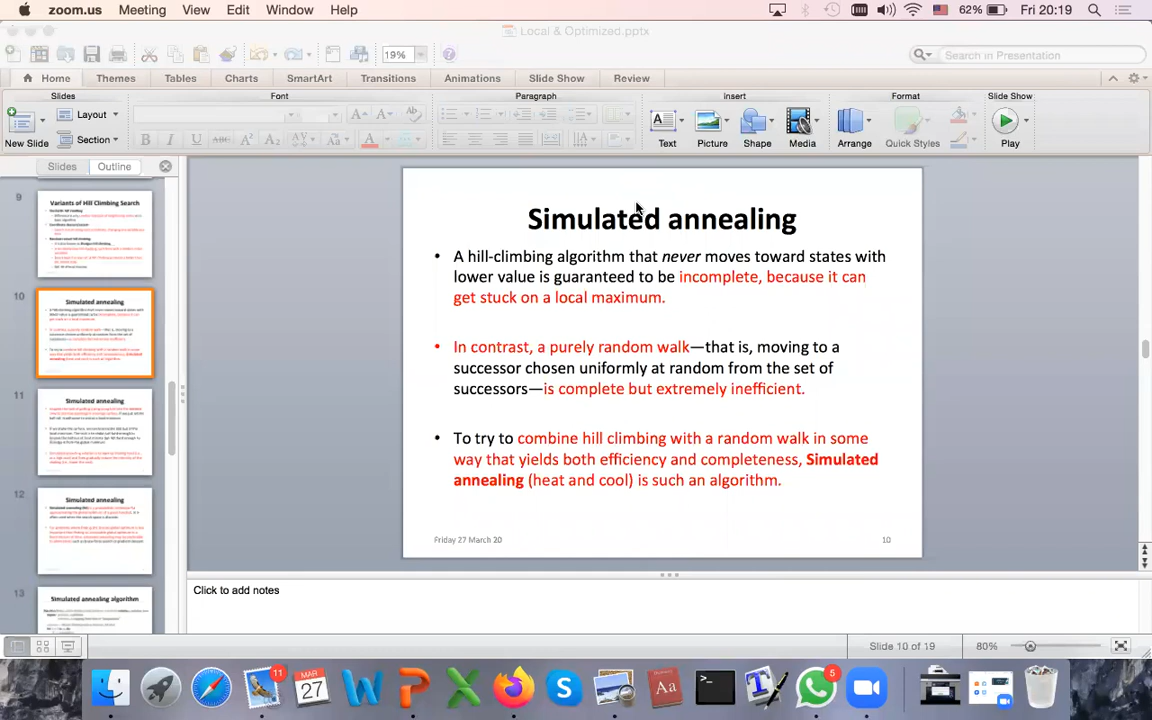 zoom.us Meeting View Edit Window Help 62% Fri 20:19
Local & Optimized.pptx
19% Search in Presentation
Home Themes Tables Charts SmartArt Transitions Animations Slide Show Review
Slides Font Paragraph Insert Format Slide Show
New Slide Layout Section Text Picture Shape Media Arrange Quick Styles Play
Slides Outline
9
Variants of Hill Climbing Search
10
Simulated annealing
11
Simulated annealing
12
Simulated annealing
13
Simulated annealing algorithm
Simulated annealing
• A hill-climbing algorithm that never moves toward states with
lower value is guaranteed to be incomplete, because it can
get stuck on a local maximum.
• In contrast, a purely random walk—that is, moving to a
successor chosen uniformly at random from the set of
successors—is complete but extremely inefficient.
• To try to combine hill climbing with a random walk in some
way that yields both efficiency and completeness, Simulated
annealing (heat and cool) is such an algorithm.
Friday 27 March 20 10
Click to add notes
Slide 10 of 19 80%
11 MAR 27 5